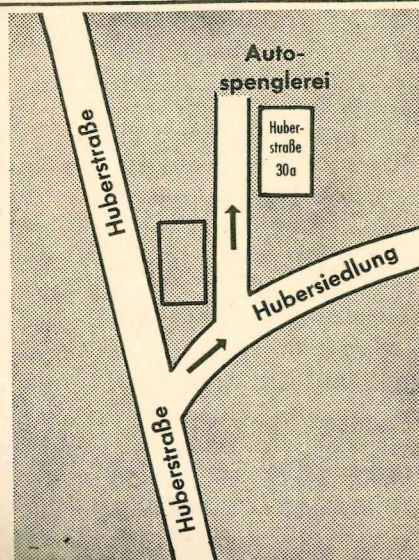 Auto-
spenglerei
Huber-
straße
30a
Huberstraße
Hubersiedlung
Huberstraße